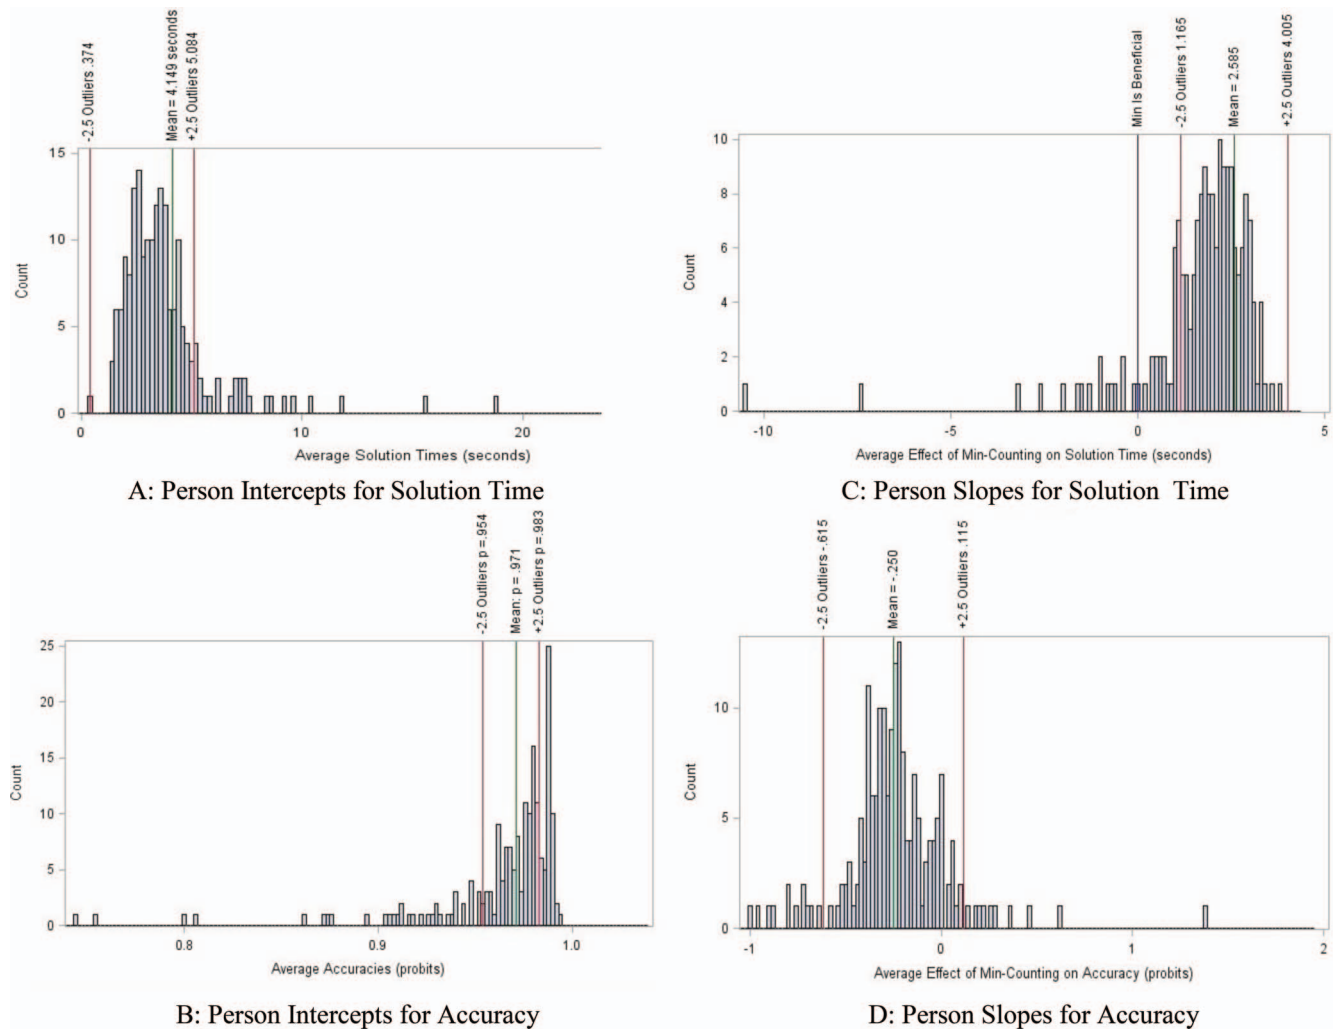 -2.5 Outliers .374
Mean = 4.149 seconds
+2.5 Outliers 5.084
15
10
5
0
Count
0
10
20
Average Solution Times (seconds)
A: Person Intercepts for Solution Time
Min Is Beneficial
-2.5 Outliers 1.165
Mean = 2.585
+2.5 Outliers 4.005
10
8
6
4
2
0
Count
-10
-5
0
5
Average Effect of Min-Counting on Solution Time (seconds)
C: Person Slopes for Solution Time
-2.5 Outliers p =.954
Mean: p = .971
+2.5 Outliers p =.983
25
20
15
10
5
0
Count
0.8
0.9
1.0
Average Accuracies (probits)
B: Person Intercepts for Accuracy
-2.5 Outliers -.615
Mean = -.250
+2.5 Outliers .115
10
5
0
Count
-1
0
1
2
Average Effect of Min-Counting on Accuracy (probits)
D: Person Slopes for Accuracy